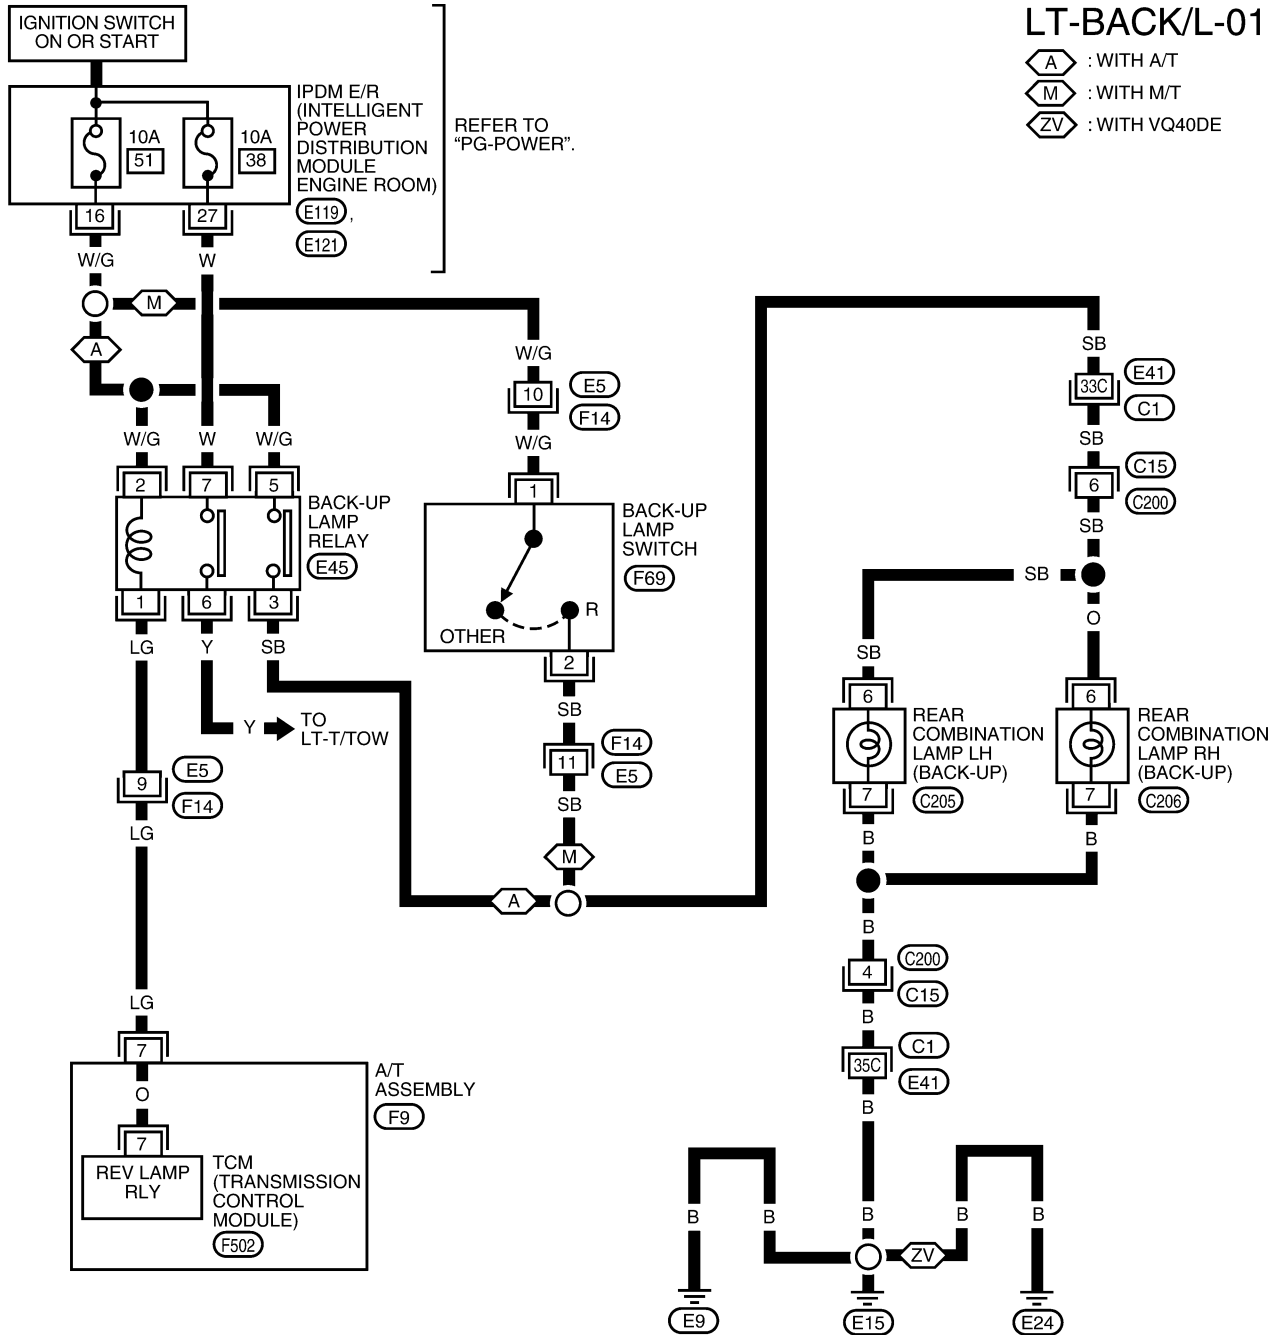 LT-BACK/L-01
A : WITH A/T
M : WITH M/T
ZV : WITH VQ40DE
IGNITION SWITCH
ON OR START
IPDM E/R
(INTELLIGENT
POWER
DISTRIBUTION
MODULE
ENGINE ROOM)
E119 ,
E121
REFER TO
“PG-POWER”.
10A
51
10A
38
16
27
W/G
W
M
A
W/G
W
W/G
2
7
5
BACK-UP
LAMP
RELAY
E45
1
6
3
LG
Y
SB
Y
TO
LT-T/TOW
9
E5
F14
LG
LG
7
O
7
REV LAMP
RLY
A/T
ASSEMBLY
F9
TCM
(TRANSMISSION
CONTROL
MODULE)
F502
W/G
10
E5
F14
W/G
1
BACK-UP
LAMP
SWITCH
F69
OTHER
R
2
SB
11
F14
E5
SB
M
A
SB
33C
E41
C1
SB
6
C15
C200
SB
SB
O
SB
6
6
REAR
COMBINATION
LAMP LH
(BACK-UP)
C205
REAR
COMBINATION
LAMP RH
(BACK-UP)
C206
7
7
B
B
B
4
C200
C15
B
35C
C1
E41
B
B
B
B
B
B
ZV
E9
E15
E24